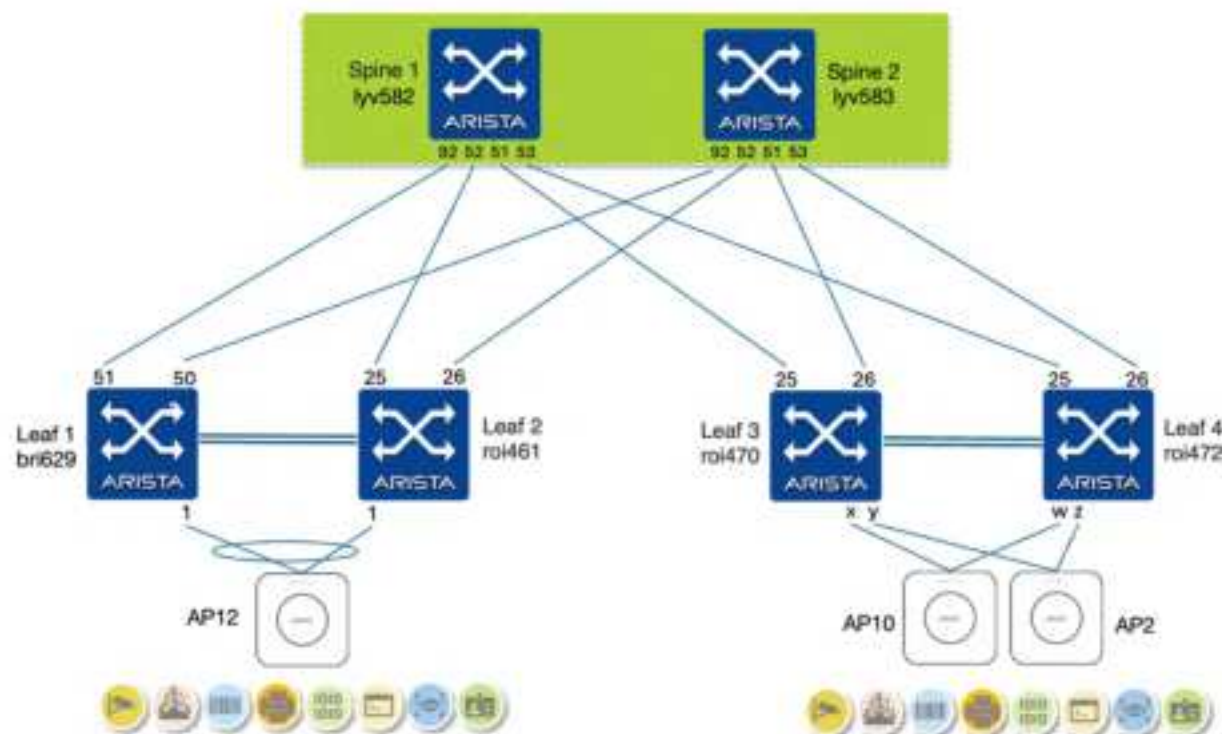 Spine 1
lyv582
ARISTA
92 52 51 53
Spine 2
lyv583
ARISTA
92 52 51 53
51 50
Leaf 1
bri629
ARISTA
1
25 26
Leaf 2
roi461
ARISTA
1
25 26
Leaf 3
roi470
ARISTA
x y
25 26
Leaf 4
roi472
ARISTA
w z
AP12
AP10
AP2